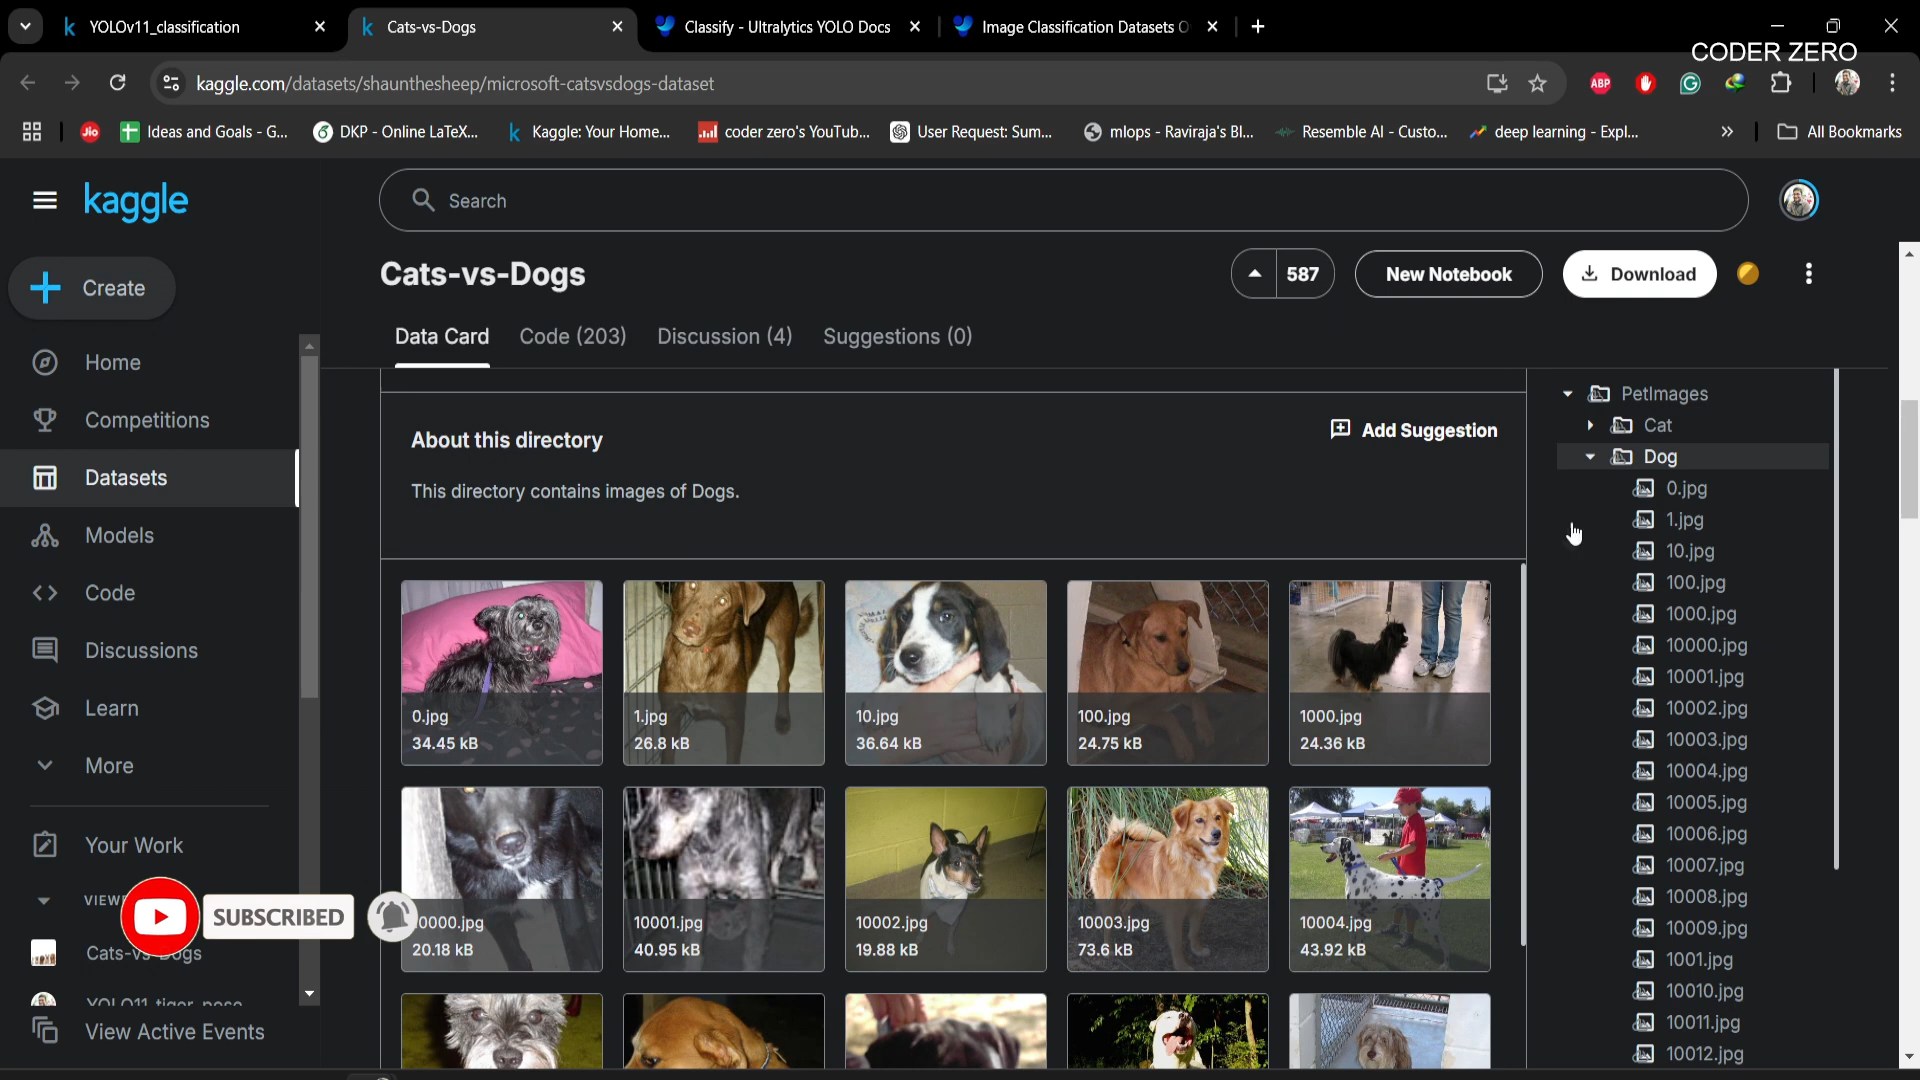 YOLOv11_classification
Cats-vs-Dogs
Classify - Ultralytics YOLO Docs
Image Classification Datasets O
CODER ZERO
kaggle.com/datasets/shaunthesheep/microsoft-catsvsdogs-dataset
ABP
Jio
Ideas and Goals - G...
DKP - Online LaTeX...
Kaggle: Your Home...
coder zero's YouTub...
User Request: Sum...
mlops - Raviraja's Bl...
Resemble AI - Custo...
deep learning - Expl...
All Bookmarks
kaggle
Search
Create
Cats-vs-Dogs
587
New Notebook
Download
Data Card
Code (203)
Discussion (4)
Suggestions (0)
Home
Competitions
Datasets
Models
Code
Discussions
Learn
More
Your Work
VIEW
SUBSCRIBED
Cats-vs-Dogs
YOLO11-tiger-pose
View Active Events
About this directory
Add Suggestion
This directory contains images of Dogs.
0.jpg
34.45 kB
1.jpg
26.8 kB
10.jpg
36.64 kB
100.jpg
24.75 kB
1000.jpg
24.36 kB
0000.jpg
20.18 kB
10001.jpg
40.95 kB
10002.jpg
19.88 kB
10003.jpg
73.6 kB
10004.jpg
43.92 kB
PetImages
Cat
Dog
0.jpg
1.jpg
10.jpg
100.jpg
1000.jpg
10000.jpg
10001.jpg
10002.jpg
10003.jpg
10004.jpg
10005.jpg
10006.jpg
10007.jpg
10008.jpg
10009.jpg
1001.jpg
10010.jpg
10011.jpg
10012.jpg